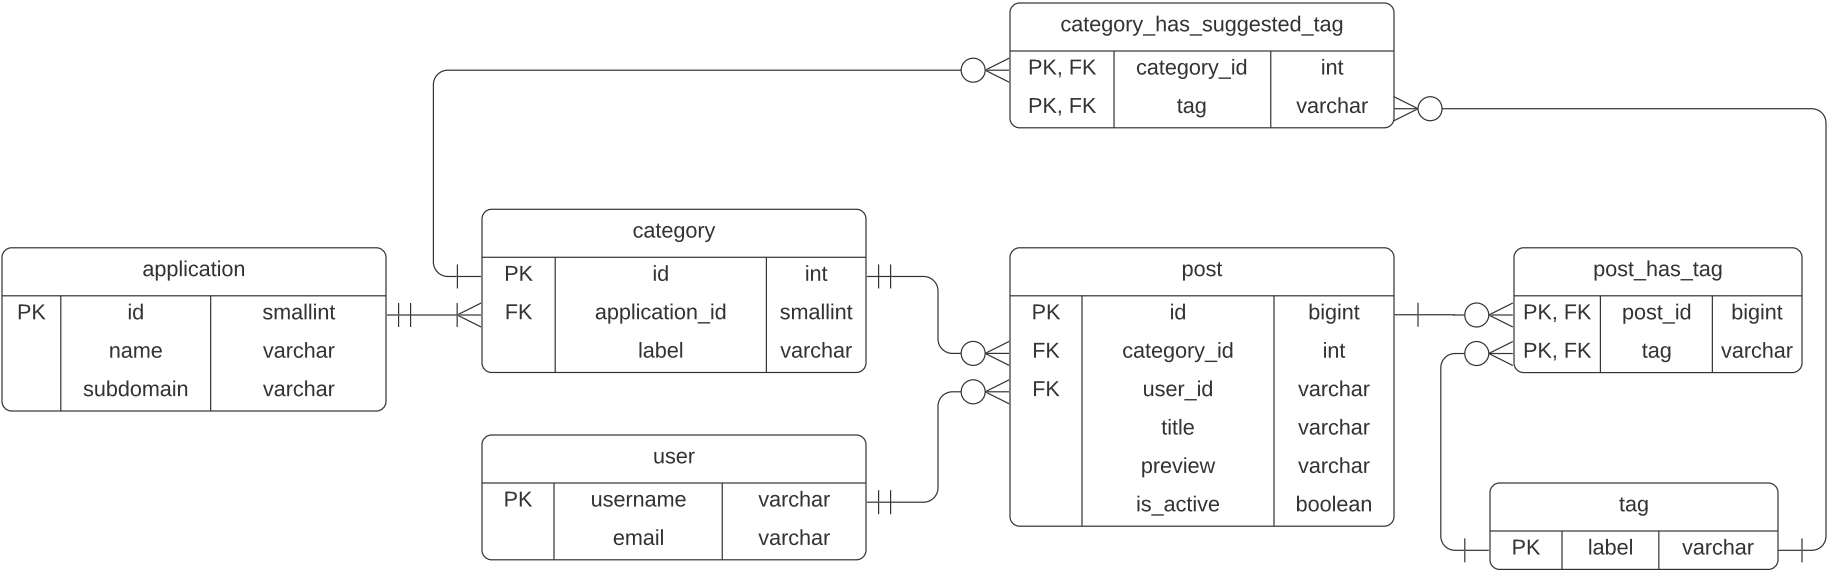 category_has_suggested_tag
PK, FK category_id int
PK, FK tag varchar
application
PK id smallint
name varchar
subdomain varchar
category
PK id int
FK application_id smallint
label varchar
user
PK username varchar
email varchar
post
PK id bigint
FK category_id int
FK user_id varchar
title varchar
preview varchar
is_active boolean
post_has_tag
PK, FK post_id bigint
PK, FK tag varchar
tag
PK label varchar